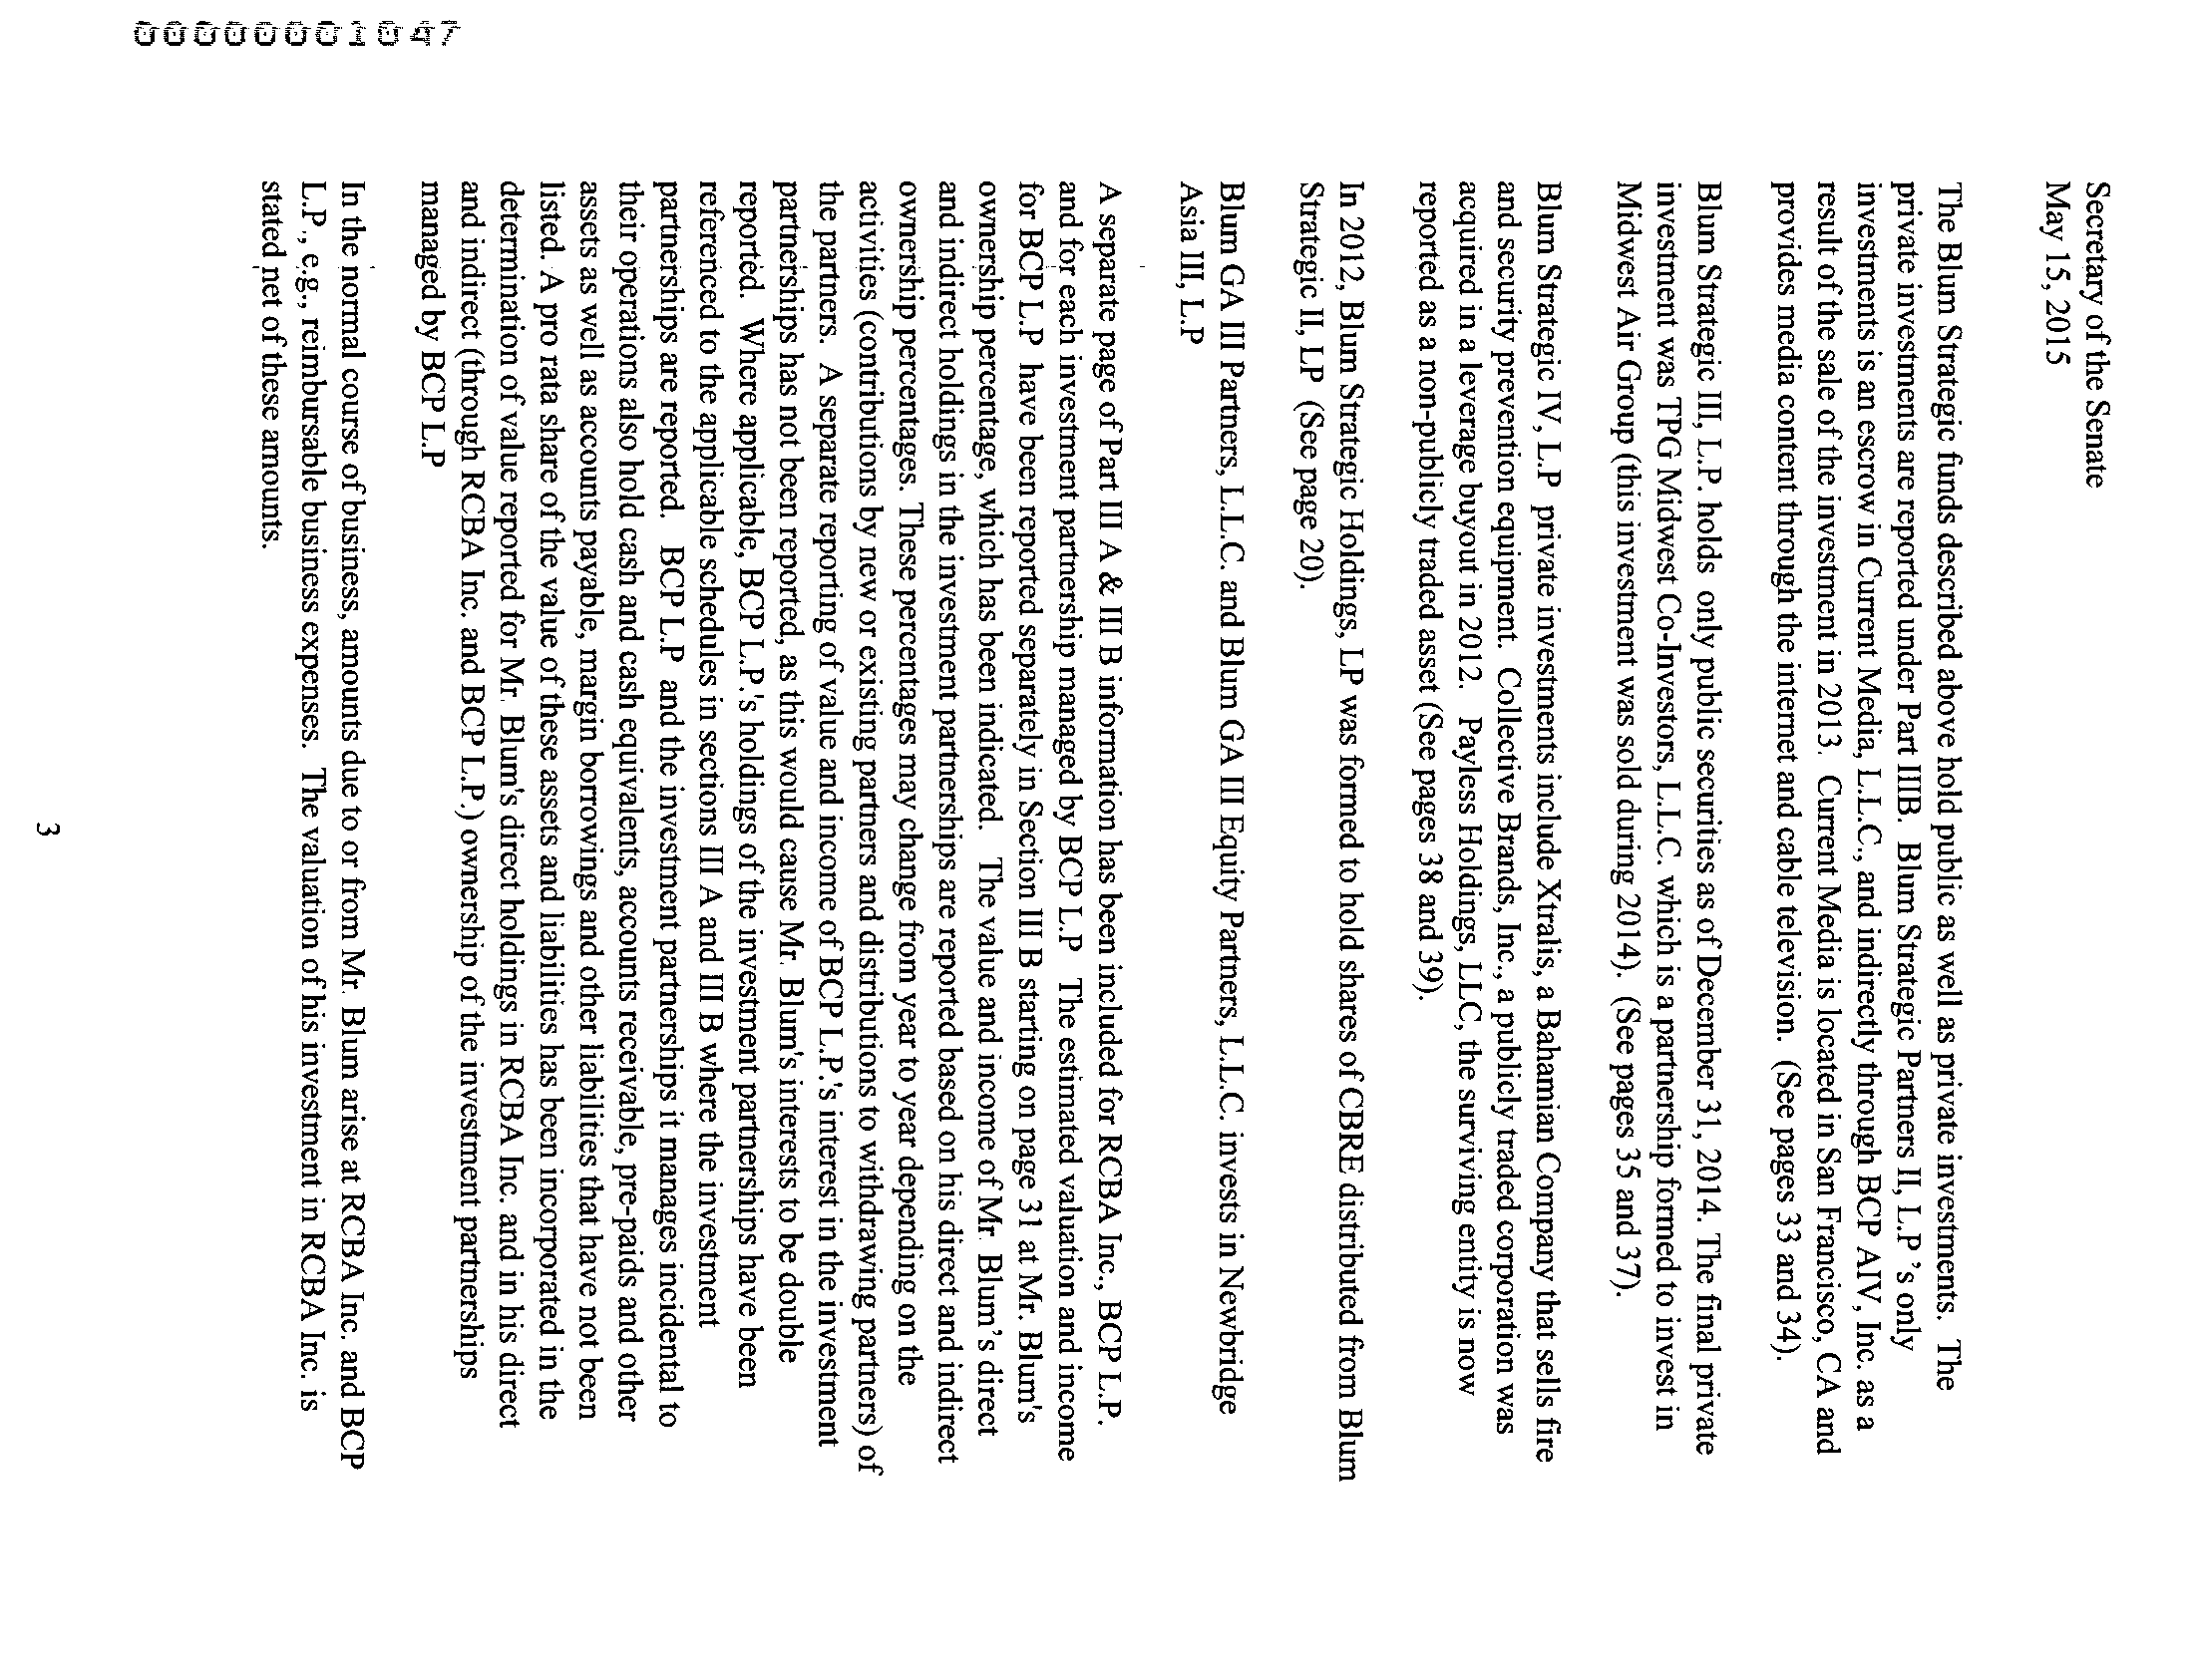 Secretary of the Senate
May 15, 2015
The Blum Strategic funds described above hold public as well as private investments. The
private investments are reported under Part IIIB. Blum Strategic Partners II, L.P 's only
investments is an escrow in Current Media, L.L.C., and indirectly through BCP AIV, Inc. as a
result of the sale of the investment in 2013. Current Media is located in San Francisco, CA and
provides media content through the internet and cable television. (See pages 33 and 34).
Blum Strategic III, L.P. holds only public securities as of December 31, 2014. The final private
investment was TPG Midwest Co-Investors, L.L.C. which is a partnership formed to invest in
Midwest Air Group (this investment was sold during 2014). (See pages 35 and 37).
Blum Strategic IV, L.P private investments include Xtralis, a Bahamian Company that sells fire
and security prevention equipment. Collective Brands, Inc., a publicly traded corporation was
acquired in a leverage buyout in 2012. Payless Holdings, LLC, the surviving entity is now
reported as a non-publicly traded asset (See pages 38 and 39).
In 2012, Blum Strategic Holdings, LP was formed to hold shares of CBRE distributed from Blum
Strategic II, LP (See page 20).
Blum GA III Partners, L.L.C. and Blum GA III Equity Partners, L.L.C. invests in Newbridge
Asia III, L.P
A separate page of Part III A & III B information has been included for RCBA Inc., BCP L.P.
and for each investment partnership managed by BCP L.P The estimated valuation and income
for BCP L.P have been reported separately in Section III B starting on page 31 at Mr. Blum's
ownership percentage, which has been indicated. The value and income of Mr. Blum's direct
and indirect holdings in the investment partnerships are reported based on his direct and indirect
ownership percentages. These percentages may change from year to year depending on the
activities (contributions by new or existing partners and distributions to withdrawing partners) of
the partners. A separate reporting of value and income of BCP L.P.'s interest in the investment
partnerships has not been reported, as this would cause Mr. Blum's interests to be double
reported. Where applicable, BCP L.P.'s holdings of the investment partnerships have been
referenced to the applicable schedules in sections III A and III B where the investment
partnerships are reported. BCP L.P and the investment partnerships it manages incidental to
their operations also hold cash and cash equivalents, accounts receivable, pre-paids and other
assets as well as accounts payable, margin borrowings and other liabilities that have not been
listed. A pro rata share of the value of these assets and liabilities has been incorporated in the
determination of value reported for Mr. Blum's direct holdings in RCBA Inc. and in his direct
and indirect (through RCBA Inc. and BCP L.P.) ownership of the investment partnerships
managed by BCP L.P
In the normal course of business, amounts due to or from Mr. Blum arise at RCBA Inc. and BCP
L.P., e.g., reimbursable business expenses. The valuation of his investment in RCBA Inc. is
stated net of these amounts.
3
00000001047